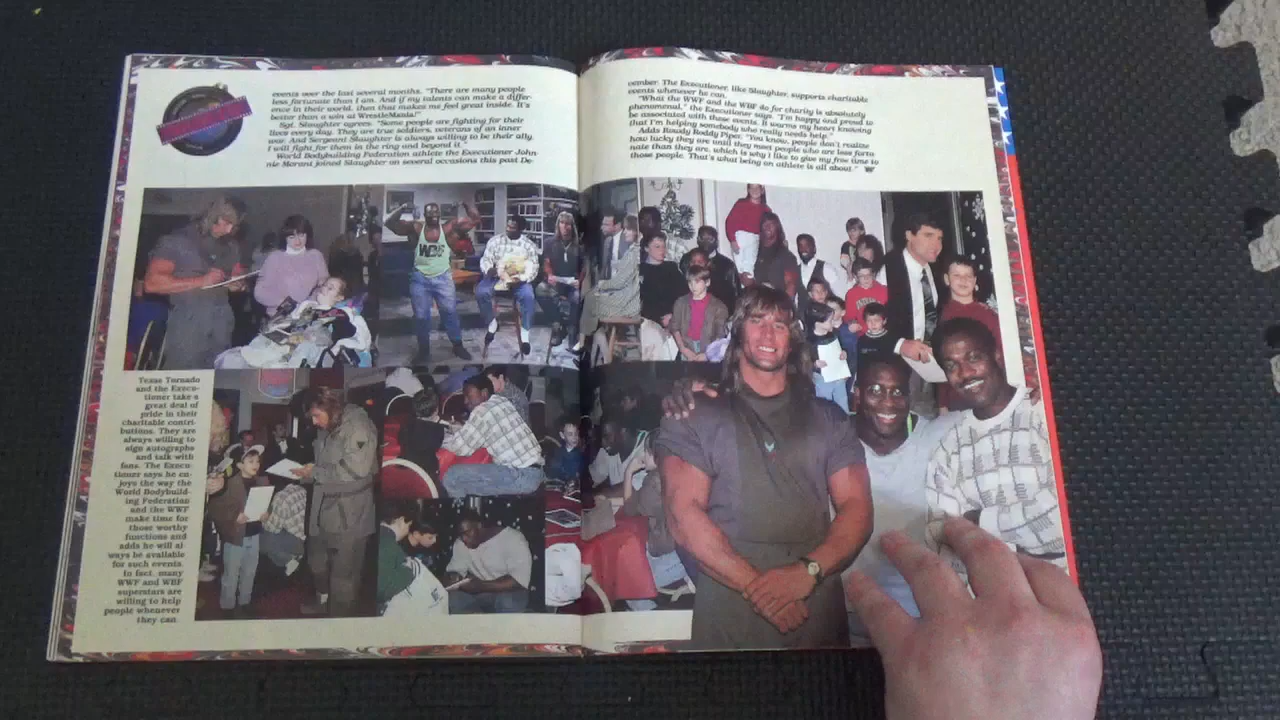 events over the last several months. "There are many people
less fortunate than I am. And if my talents can make a differ-
ence in their world, then that makes me feel great inside. It's
better than a win at WrestleMania!"
Sgt. Slaughter agrees. "Some people are fighting for their
lives every day. They are true soldiers, veterans of an inner
war. And Sergeant Slaughter is always willing to be their ally.
I will fight for them in the ring and beyond it."
World Bodybuilding Federation athlete the Executioner John-
nie Morant joined Slaughter on several occasions this past De-
cember. The Executioner, like Slaughter, supports charitable
events whenever he can.
"What the WWF and the WBF do for charity is absolutely
phenomenal," the Executioner says. "I'm happy and proud to
be associated with these events. It warms my heart knowing
that I'm helping somebody who really needs help."
Adds Rowdy Roddy Piper, "You know, people don't realize
how lucky they are until they meet people who are less fortu-
nate than they are, which is why I like to give my free time to
those people. That's what being an athlete is all about."
Texas Tornado
and the Execu-
tioner take a
great deal of
pride in their
charitable contri-
butions. They are
always willing to
sign autographs
and talk with
fans. The Execu-
tioner says he en-
joys the way the
World Bodybuild-
ing Federation
and the WWF
make time for
those worthy
functions and
adds he will al-
ways be available
for such events.
In fact, many
WWF and WBF
superstars are
willing to help
people whenever
they can.